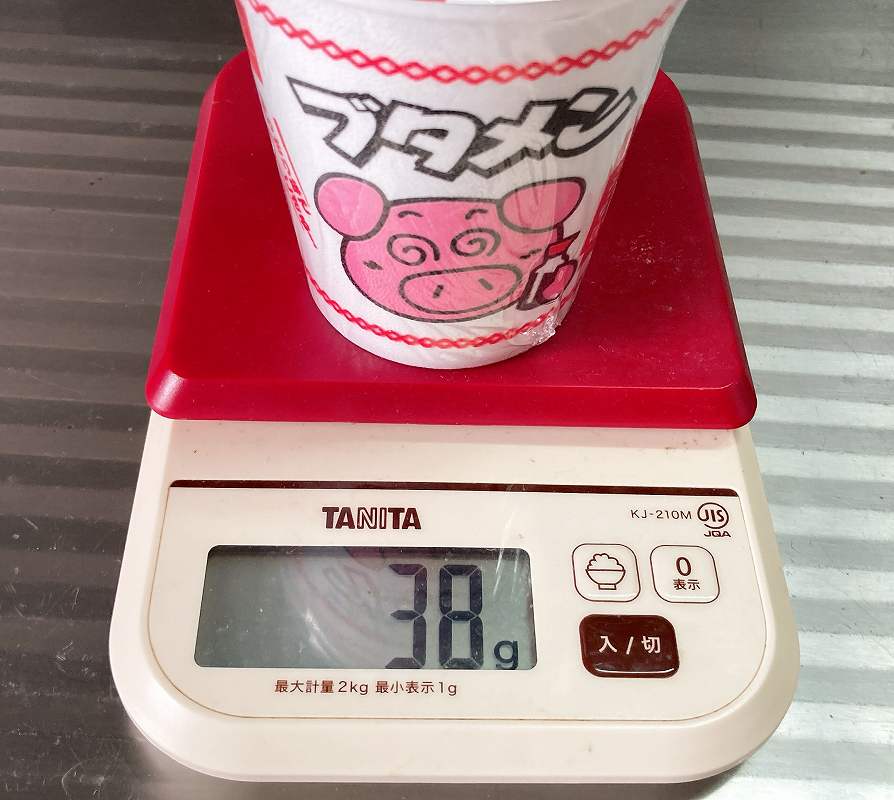 ブタメン
TANITA
KJ-210M JIS
JQA
38g
0
表示
入/切
最大計量2kg 最小表示1g